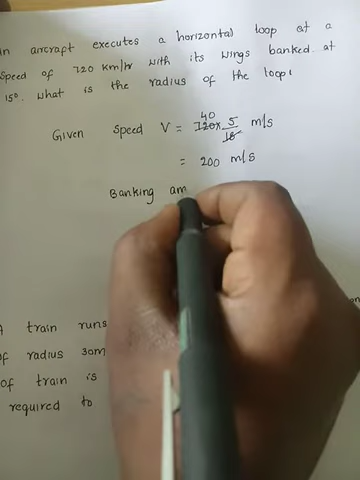 an aircraft executes a horizontal loop at a
speed of 720 km/hr with its wings banked at
15°. what is the radius of the loop?
Given speed V = 720 x 5/18 m/s
40
= 200 m/s
Banking an
A train runs
of radius 30m
of train is
required to